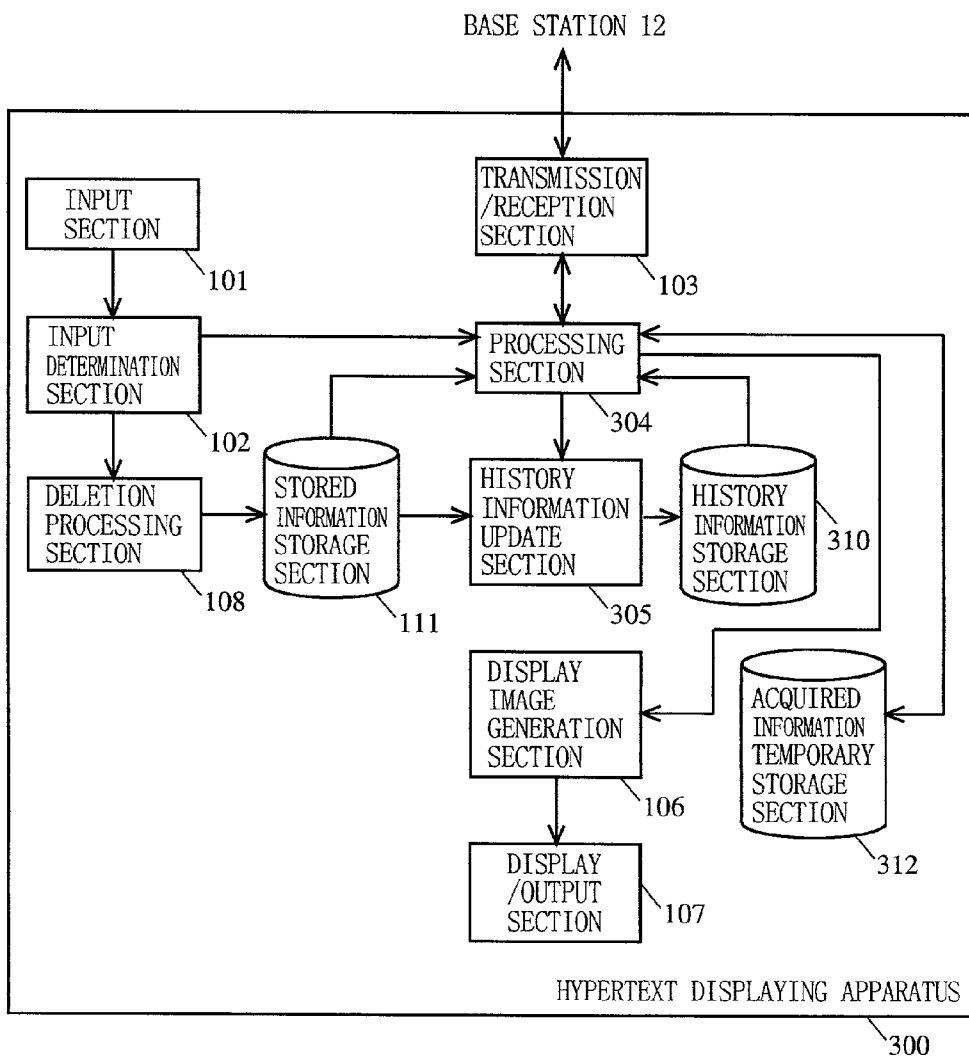 BASE STATION 12
TRANSMISSION
/RECEPTION
SECTION
103
INPUT
SECTION
101
INPUT
DETERMINATION
SECTION
102
PROCESSING
SECTION
304
DELETION
PROCESSING
SECTION
108
STORED
INFORMATION
STORAGE
SECTION
111
HISTORY
INFORMATION
UPDATE
SECTION
305
HISTORY
INFORMATION
STORAGE
SECTION
310
DISPLAY
IMAGE
GENERATION
SECTION
106
ACQUIRED
INFORMATION
TEMPORARY
STORAGE
SECTION
312
DISPLAY
/OUTPUT
SECTION
107
HYPERTEXT DISPLAYING APPARATUS
300